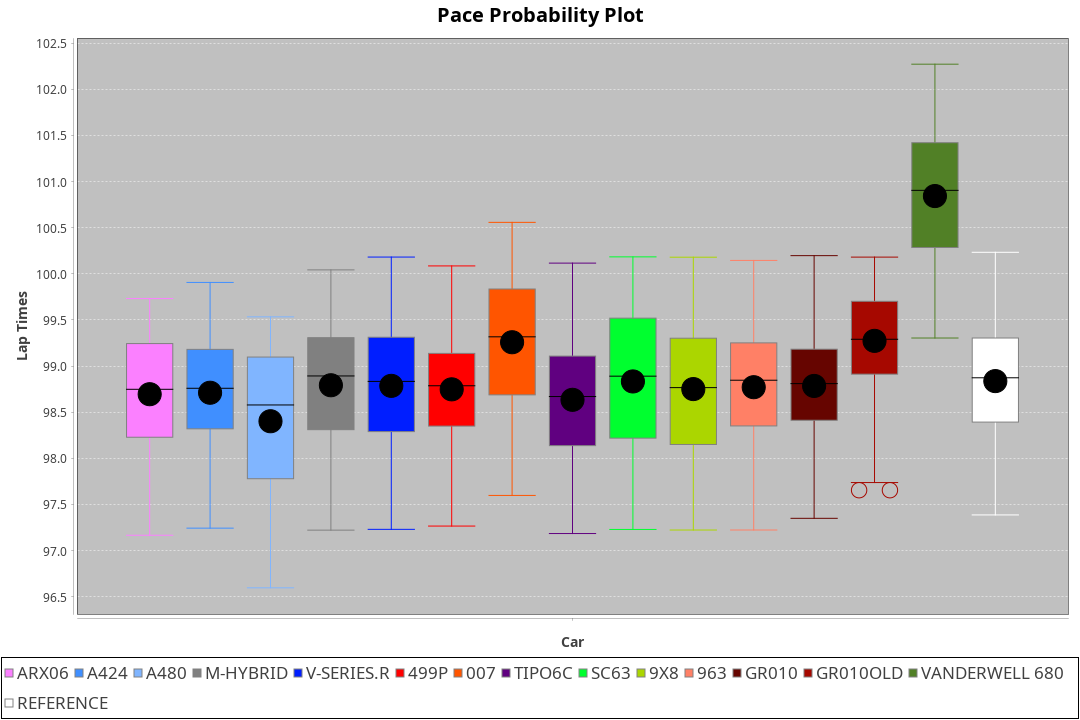 Pace Probability Plot
102.5
102.0
101.5
101.0
100.5
100.0
99.5
99.0
98.5
98.0
97.5
97.0
96.5
Lap Times
Car
ARX06 A424 A480 M-HYBRID V-SERIES.R 499P 007 TIPO6C SC63 9X8 963 GR010 GR010OLD VANDERWELL 680
REFERENCE